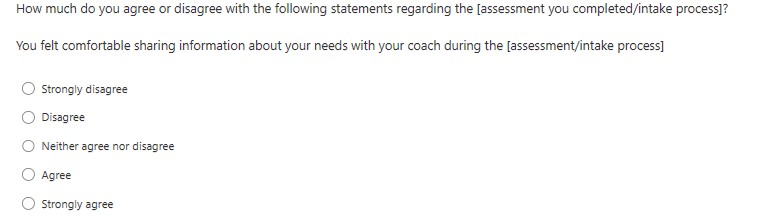 How much do you agree or disagree with the following statements regarding the [assessment you completed/intake process]?
You felt comfortable sharing information about your needs with your coach during the [assessment/intake process]
Strongly disagree
Disagree
Neither agree nor disagree
Agree
Strongly agree